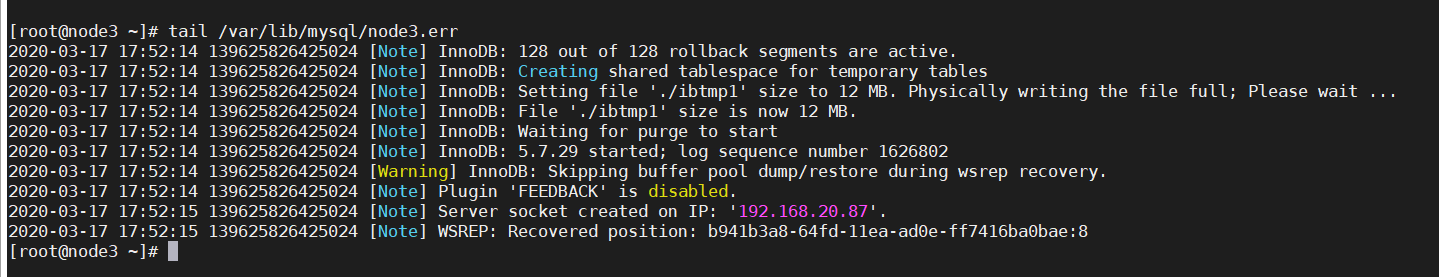 [root@node3 ~]# tail /var/lib/mysql/node3.err
2020-03-17 17:52:14 139625826425024 [Note] InnoDB: 128 out of 128 rollback segments are active.
2020-03-17 17:52:14 139625826425024 [Note] InnoDB: Creating shared tablespace for temporary tables
2020-03-17 17:52:14 139625826425024 [Note] InnoDB: Setting file './ibtmp1' size to 12 MB. Physically writing the file full; Please wait ...
2020-03-17 17:52:14 139625826425024 [Note] InnoDB: File './ibtmp1' size is now 12 MB.
2020-03-17 17:52:14 139625826425024 [Note] InnoDB: Waiting for purge to start
2020-03-17 17:52:14 139625826425024 [Note] InnoDB: 5.7.29 started; log sequence number 1626802
2020-03-17 17:52:14 139625826425024 [Warning] InnoDB: Skipping buffer pool dump/restore during wsrep recovery.
2020-03-17 17:52:14 139625826425024 [Note] Plugin 'FEEDBACK' is disabled.
2020-03-17 17:52:15 139625826425024 [Note] Server socket created on IP: '192.168.20.87'.
2020-03-17 17:52:15 139625826425024 [Note] WSREP: Recovered position: b941b3a8-64fd-11ea-ad0e-ff7416ba0bae:8
[root@node3 ~]#